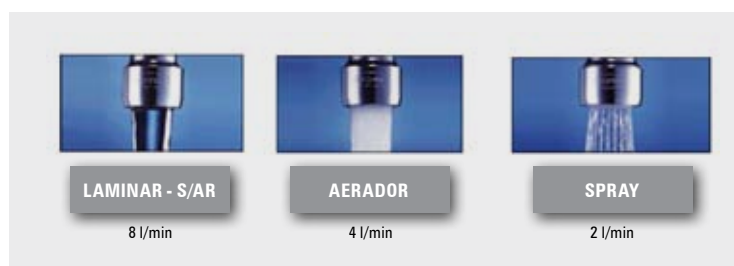 LAMINAR - S/AR
AERADOR
SPRAY
8 l/min
4 l/min
2 l/min